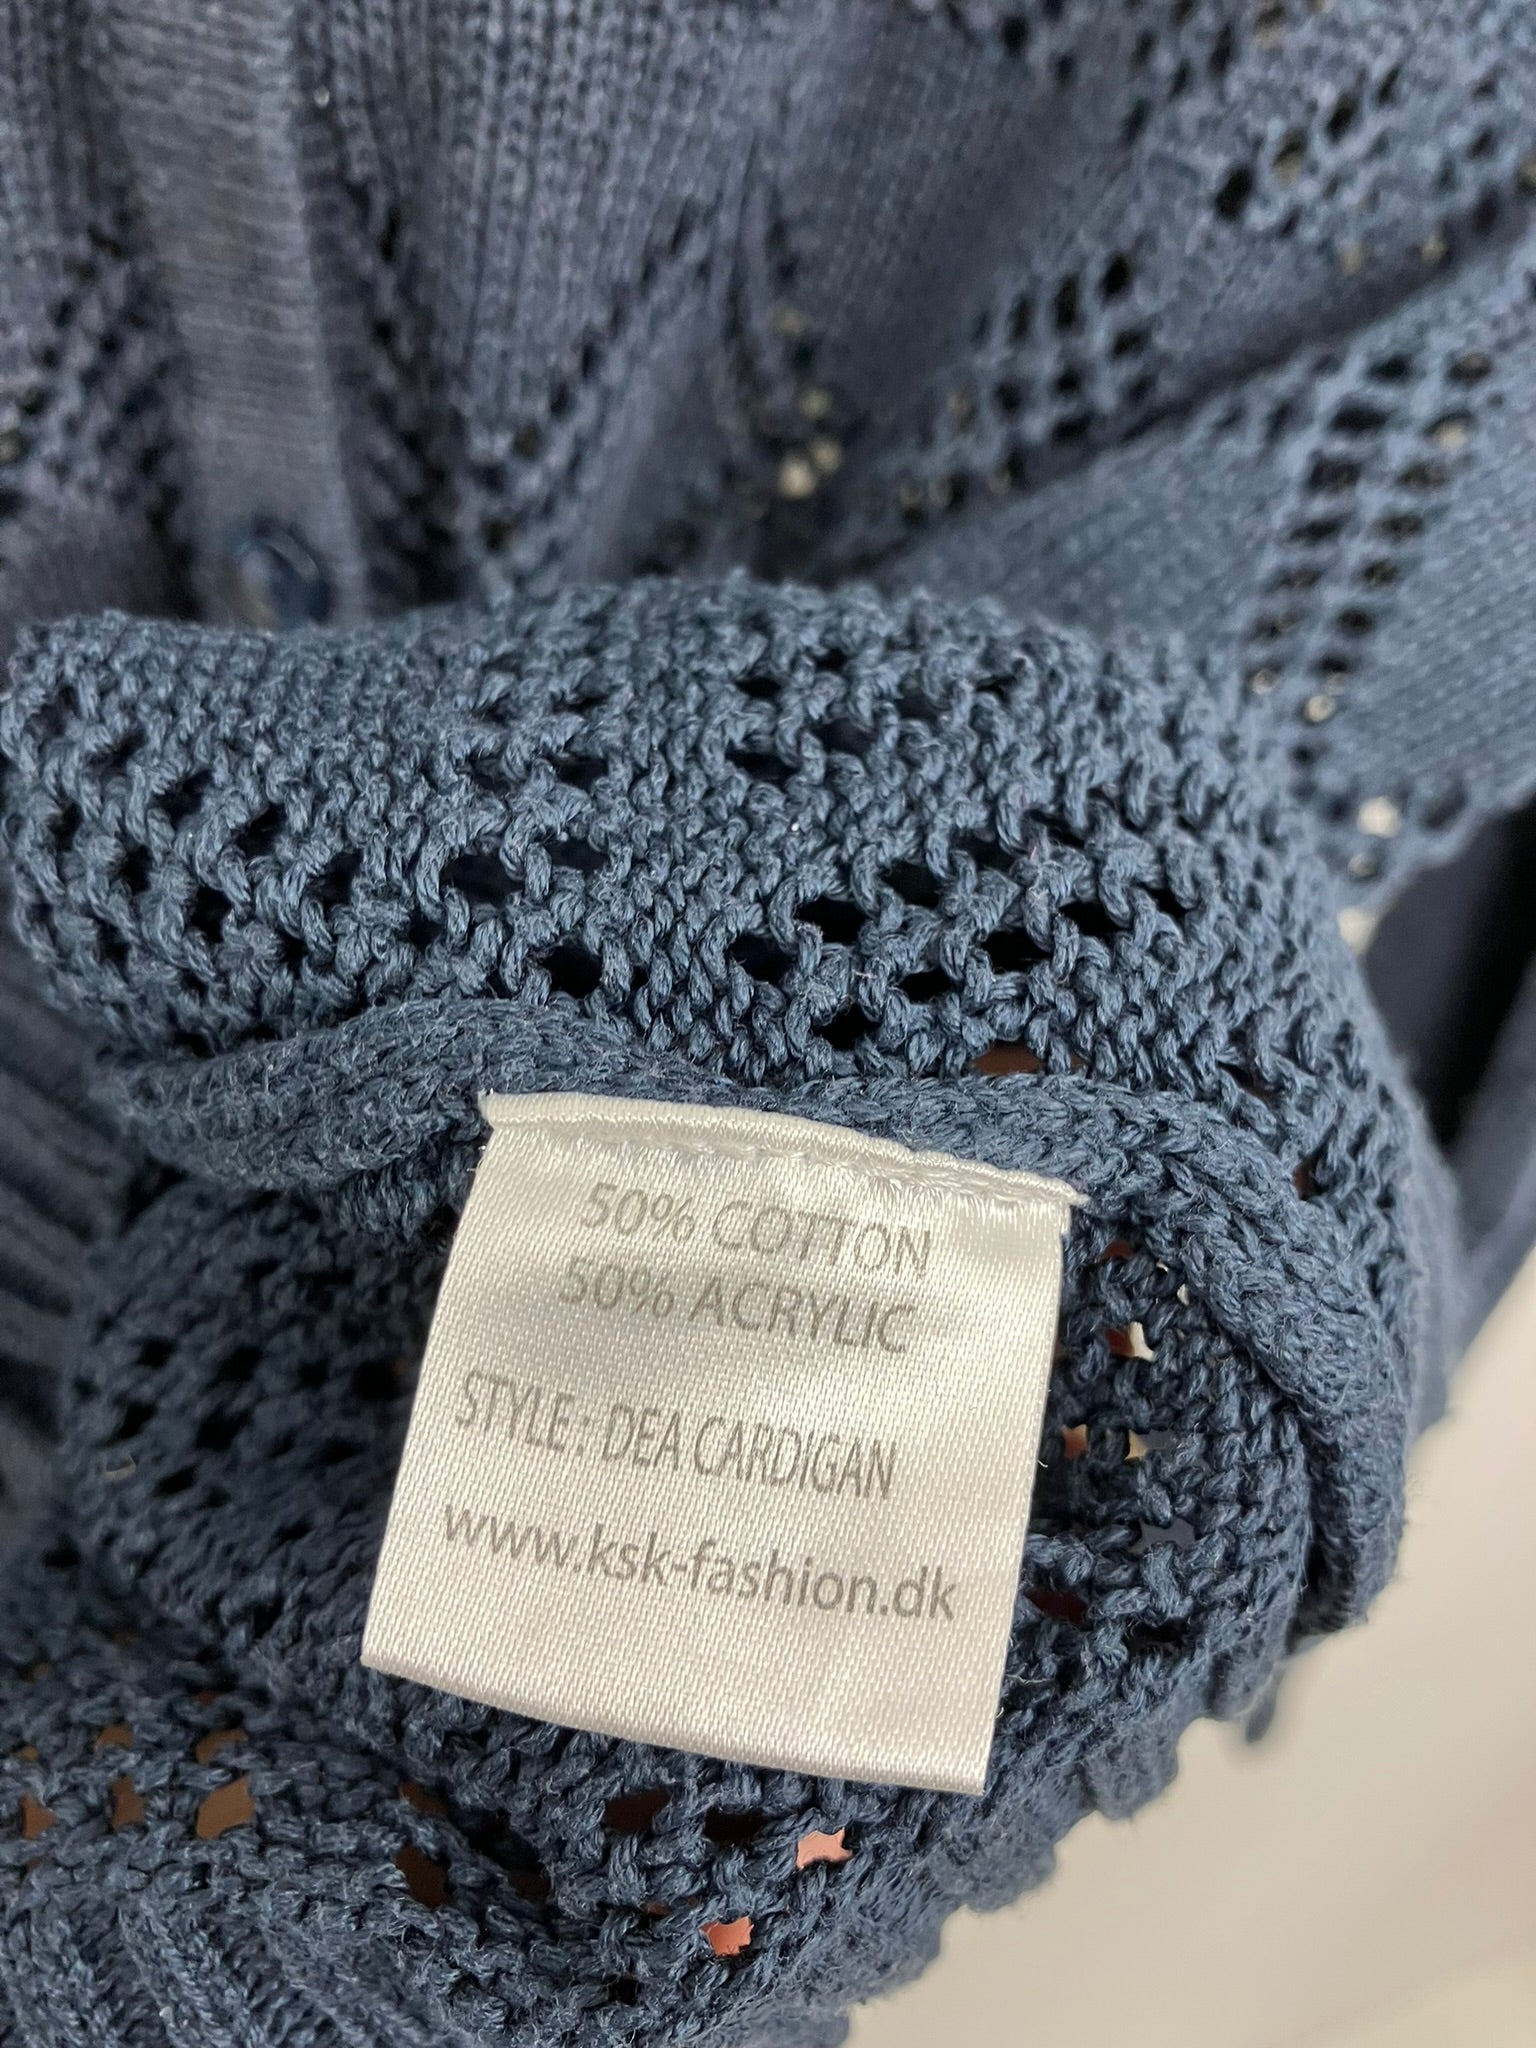 50% COTTON
50% ACRYLIC
STYLE: DEA CARDIGAN
www.ksk-fashion.dk